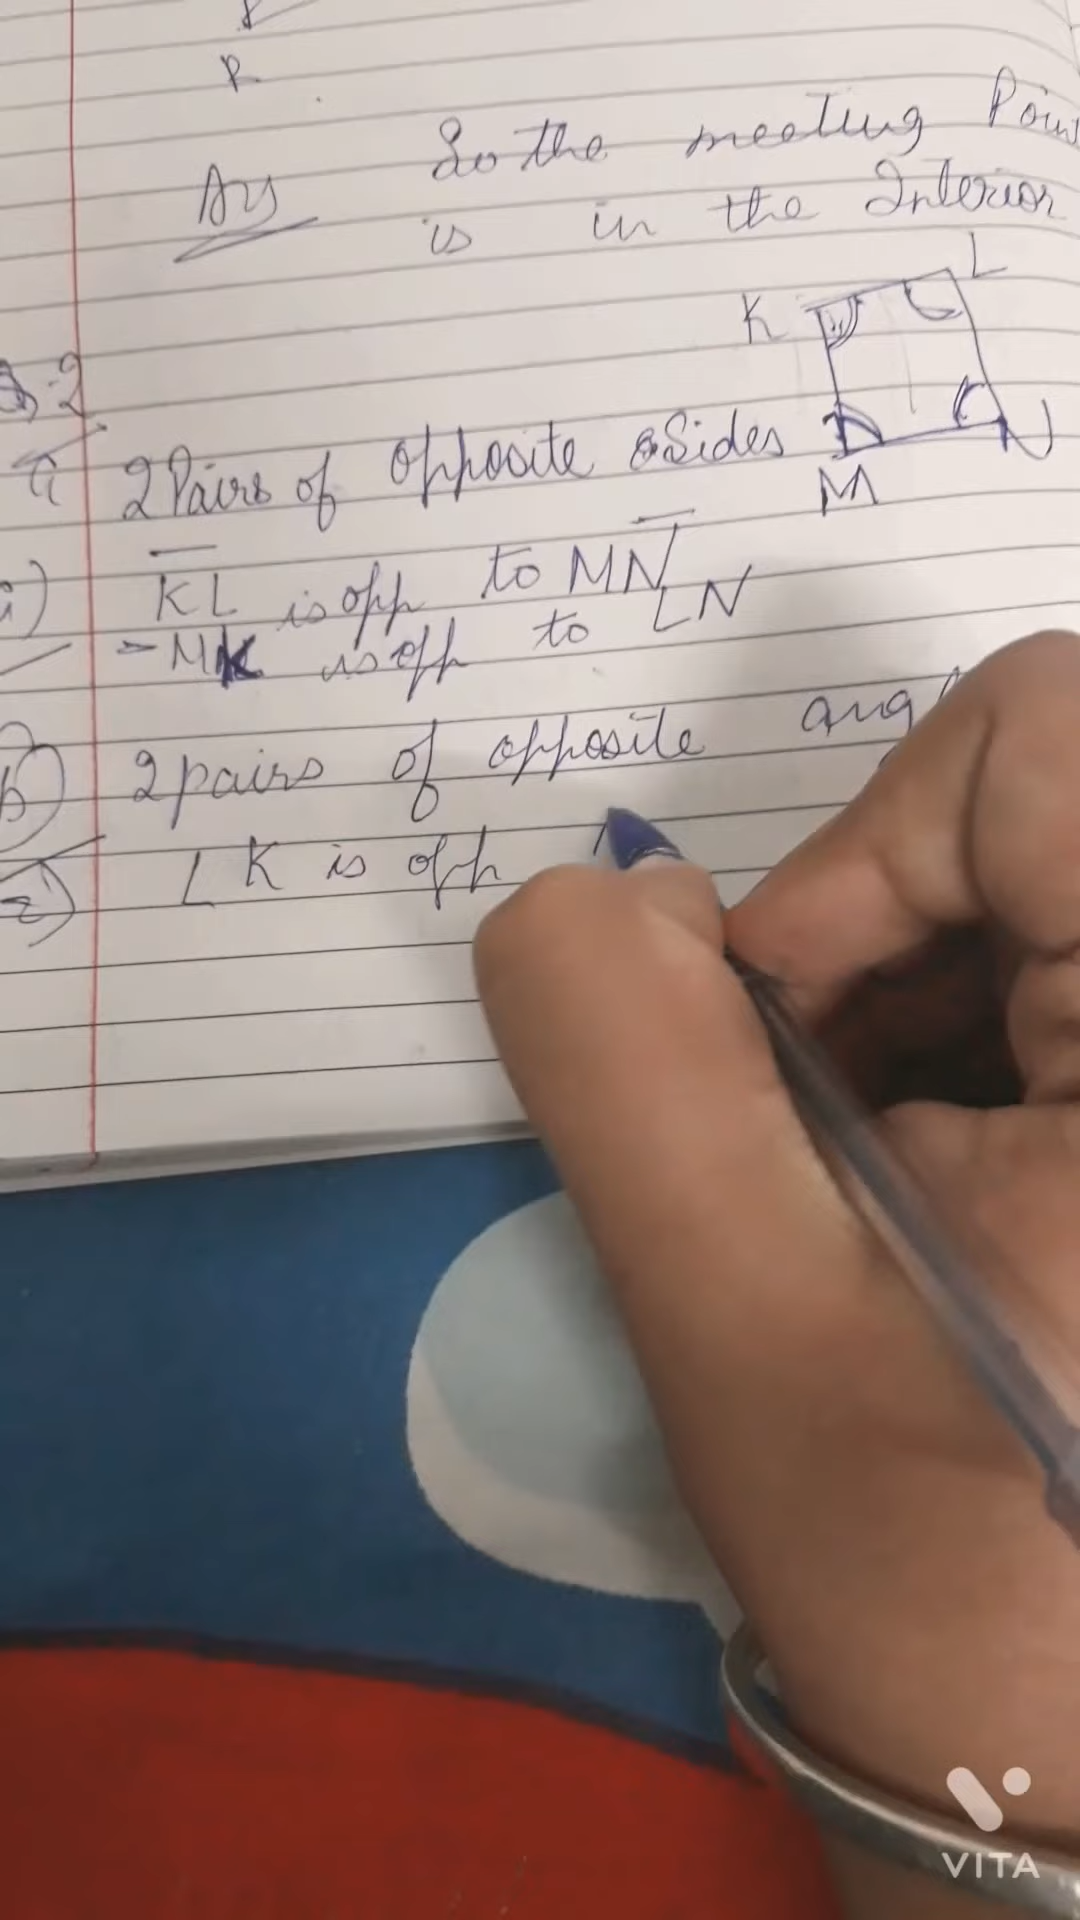 R
So the meeting Poin
Ans
is in the Interior
K L
Q.2
2 Pairs of opposite Sides
M N
KL is opp to MN
- MK is opp to LN
b) 2 pairs of opposite ang
∠K is opp
VITA